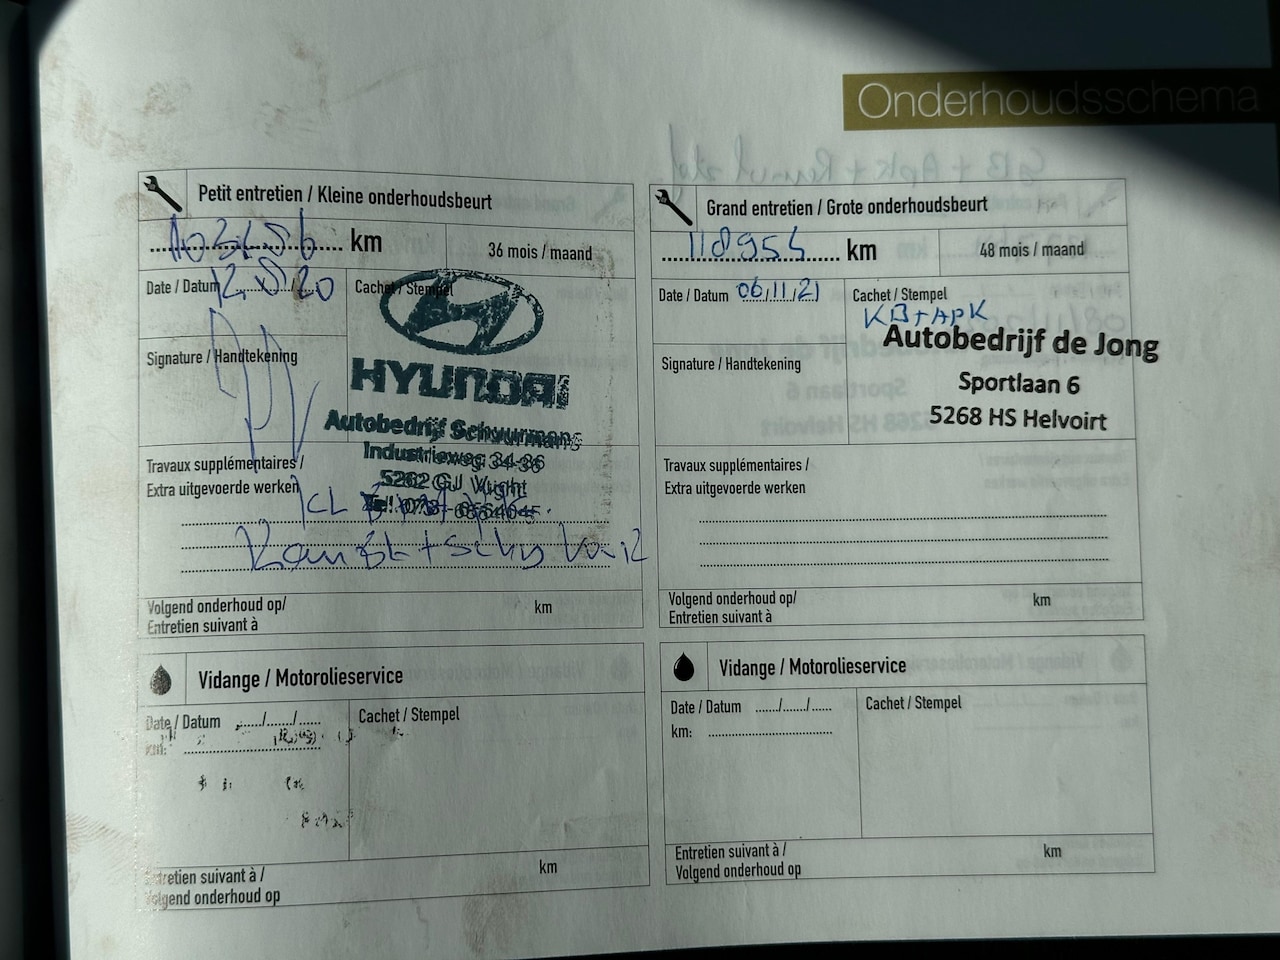 Onderhoudsschema
Petit entretien / Kleine onderhoudsbeurt
km
36 mois / maand
Date / Datum 12/8/20
Cachet / Stempel
HYUNDAI
Signature / Handtekening
Autobedrijf Schuurmans
Industrieweg 34-36
5262 GJ Vught
Travaux supplémentaires /
Extra uitgevoerde werken
Volgend onderhoud op/
Entretien suivant à
km
Grand entretien / Grote onderhoudsbeurt
km
48 mois / maand
Date / Datum 06/11/21
Cachet / Stempel
KB+APK
Autobedrijf de Jong
Sportlaan 6
5268 HS Helvoirt
Signature / Handtekening
Travaux supplémentaires /
Extra uitgevoerde werken
Volgend onderhoud op/
Entretien suivant à
km
Vidange / Motorolieservice
Date / Datum ....../....../......
km:
Cachet / Stempel
Entretien suivant à /
Volgend onderhoud op
km
Vidange / Motorolieservice
Date / Datum ....../....../......
km:
Cachet / Stempel
Entretien suivant à /
Volgend onderhoud op
km